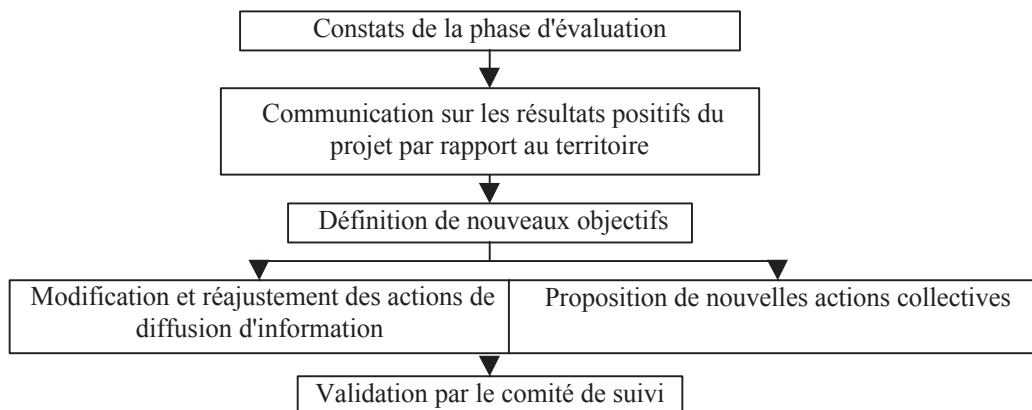 Constats de la phase d'évaluation
Communication sur les résultats positifs du
projet par rapport au territoire
Définition de nouveaux objectifs
Modification et réajustement des actions de
diffusion d'information
Proposition de nouvelles actions collectives
Validation par le comité de suivi